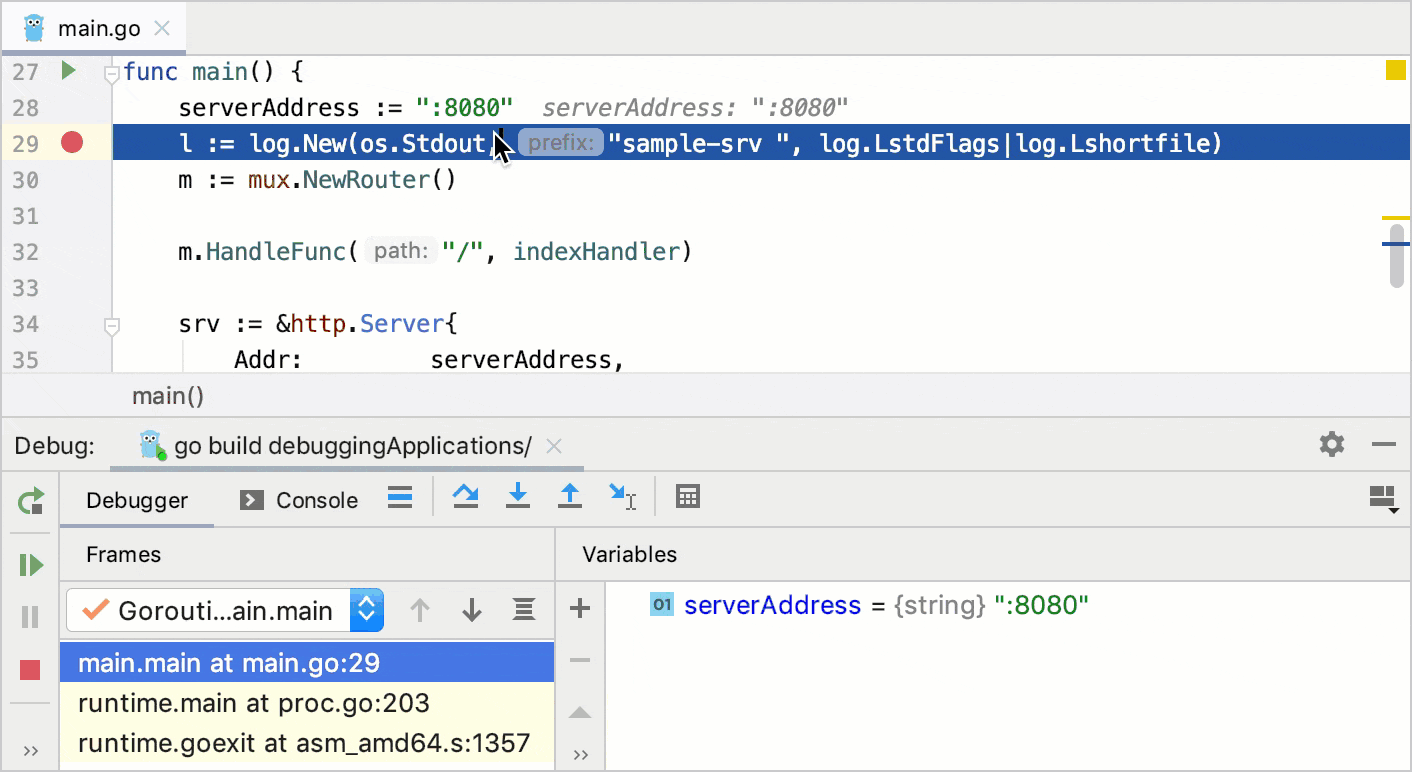 main.go
27 func main() {
28 serverAddress := ":8080" serverAddress: ":8080"
29 l := log.New(os.Stdout, prefix: "sample-srv ", log.LstdFlags|log.Lshortfile)
30 m := mux.NewRouter()
31
32 m.HandleFunc( path: "/", indexHandler)
33
34 srv := &http.Server{
35 Addr: serverAddress,
main()
Debug: go build debuggingApplications/
Debugger Console
Frames Variables
Gorouti...ain.main
01 serverAddress = {string} ":8080"
main.main at main.go:29
runtime.main at proc.go:203
runtime.goexit at asm_amd64.s:1357